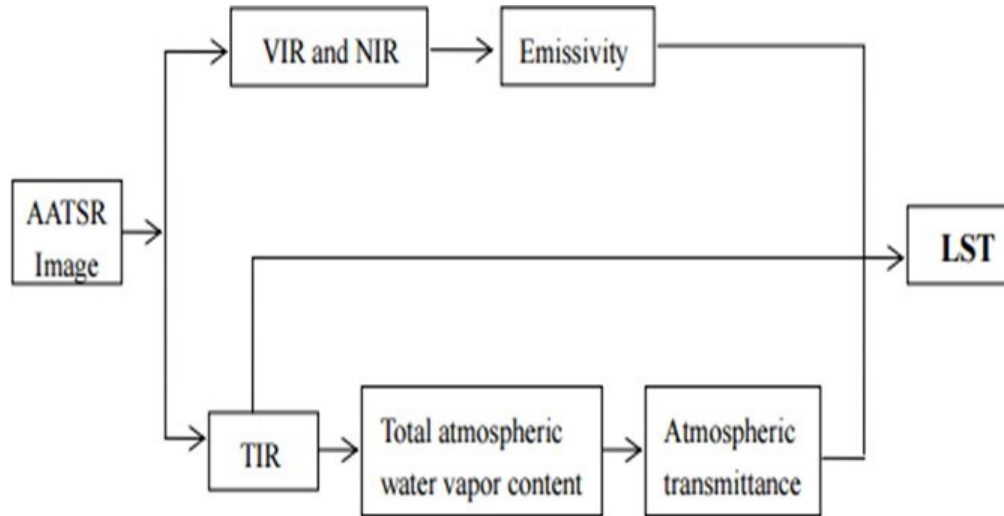 VIR and NIR
Emissivity
AATSR
Image
LST
TIR
Total atmospheric
water vapor content
Atmospheric
transmittance